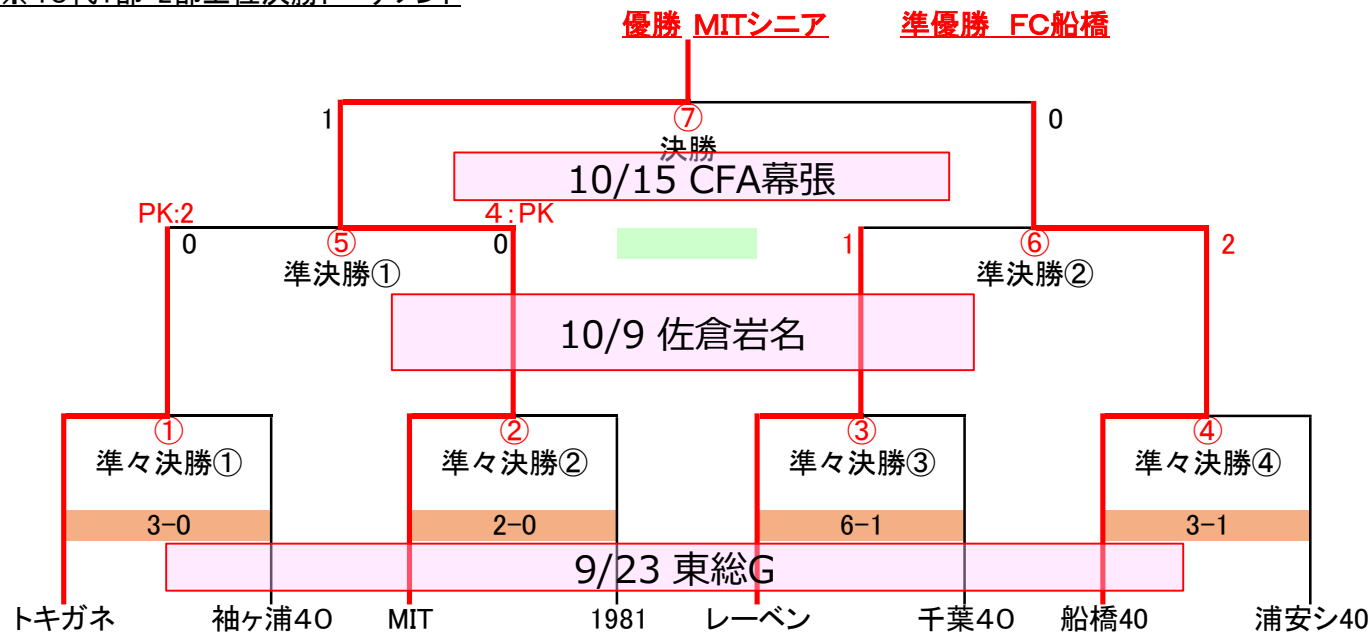 優勝 MITシニア 準優勝 FC船橋
1 ⑦ 0
決勝
10/15 CFA幕張
PK:2 4:PK
0 ⑤ 0 1 ⑥ 2
準決勝① 準決勝②
10/9 佐倉岩名
① ② ③ ④
準々決勝① 準々決勝② 準々決勝③ 準々決勝④
3-0 2-0 6-1 3-1
9/23 東総G
トキガネ 袖ヶ浦40 MIT 1981 レーベン 千葉40 船橋40 浦安シ40